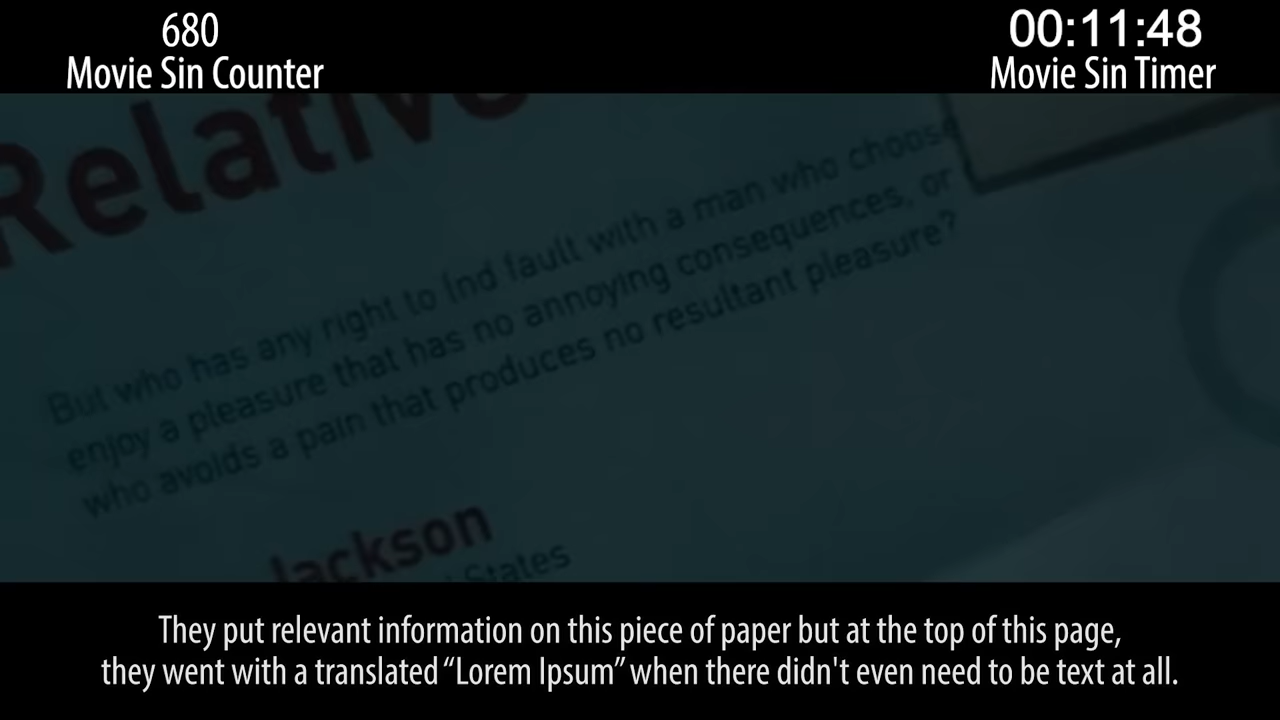 680
Movie Sin Counter
00:11:48
Movie Sin Timer
Relative
But who has any right to lnd fault with a man who choose
enjoy a pleasure that has no annoying consequences, or
who avoids a pain that produces no resultant pleasure?
Jackson
States
They put relevant information on this piece of paper but at the top of this page,
they went with a translated “Lorem Ipsum” when there didn't even need to be text at all.